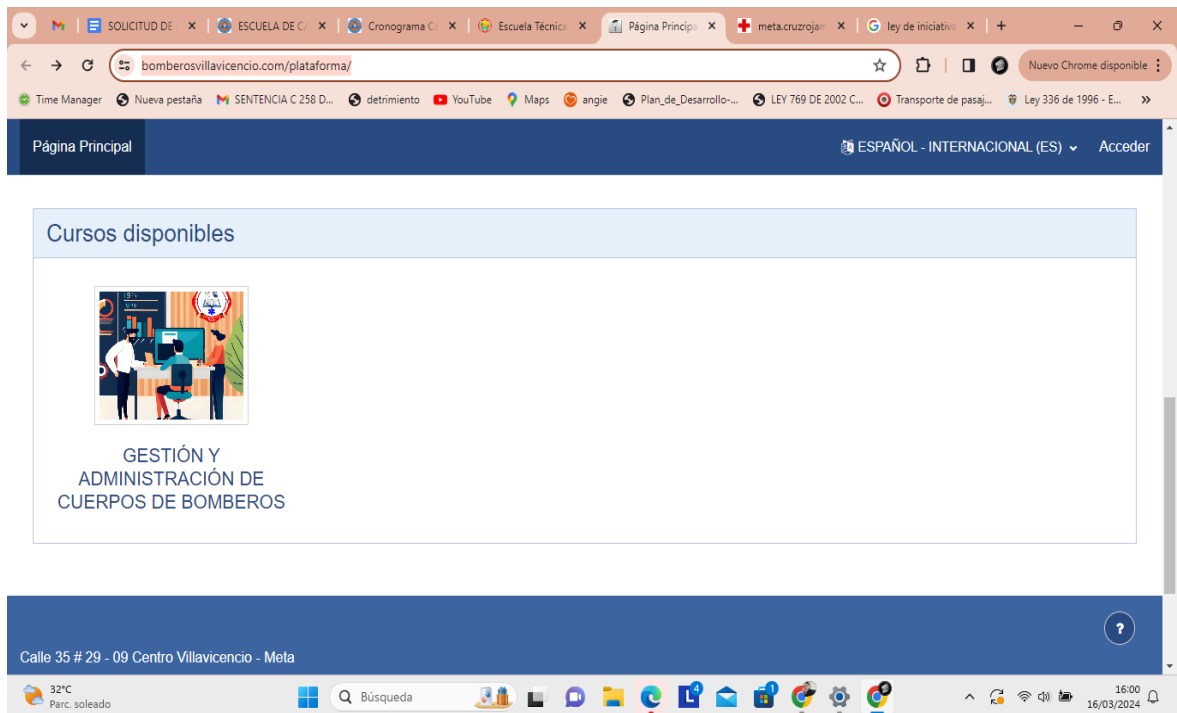 SOLICITUD DE
ESCUELA DE C
Cronograma C
Escuela Técnica
Página Principa
meta.cruzrojam
ley de iniciativa
bomberosvillavicencio.com/plataforma/
Nuevo Chrome disponible
Time Manager
Nueva pestaña
SENTENCIA C 258 D...
detrimiento
YouTube
Maps
angie
Plan_de_Desarrollo-...
LEY 769 DE 2002 C...
Transporte de pasaj...
Ley 336 de 1996 - E...
Página Principal
ESPAÑOL - INTERNACIONAL (ES)
Acceder
Cursos disponibles
GESTIÓN Y
ADMINISTRACIÓN DE
CUERPOS DE BOMBEROS
Calle 35 # 29 - 09 Centro Villavicencio - Meta
32°C
Parc. soleado
Búsqueda
16:00
16/03/2024